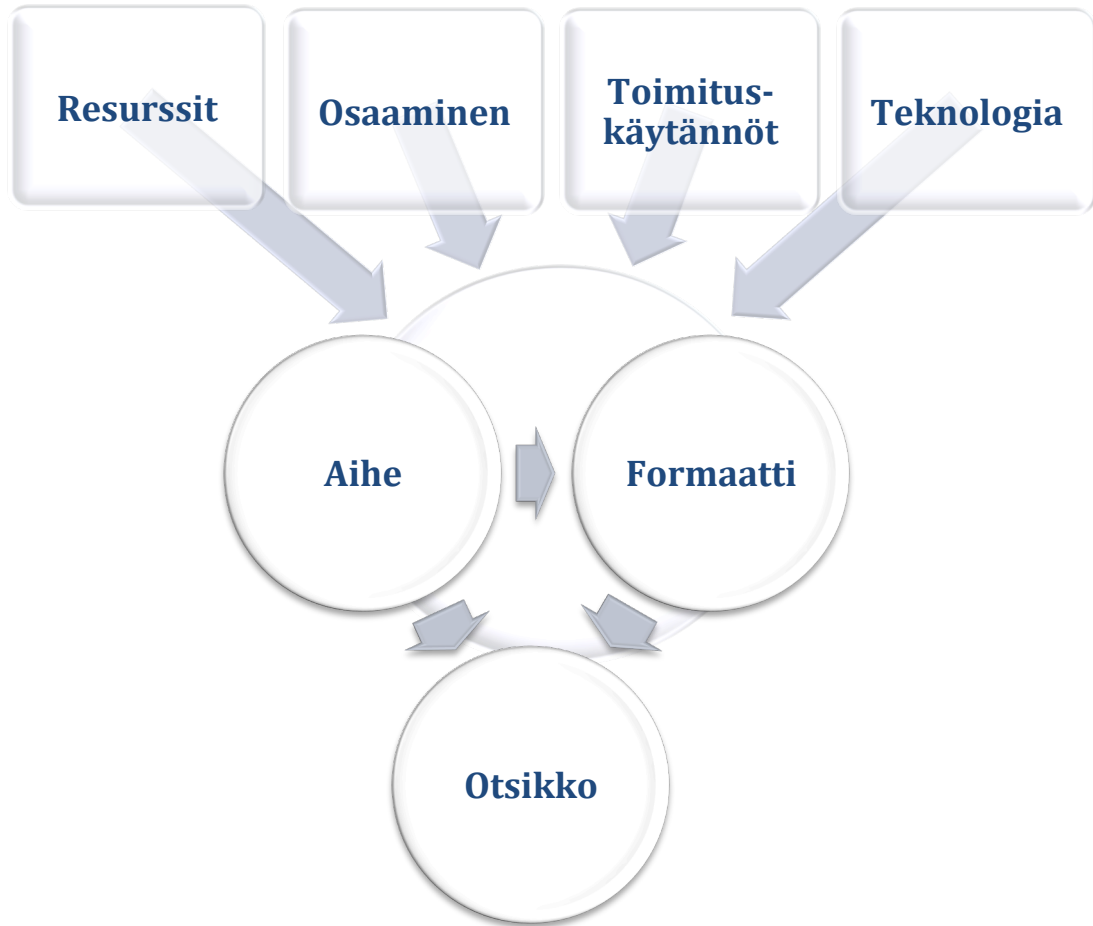 Resurssit
Osaaminen
Toimitus-
käytännöt
Teknologia
Aihe
Formaatti
Otsikko